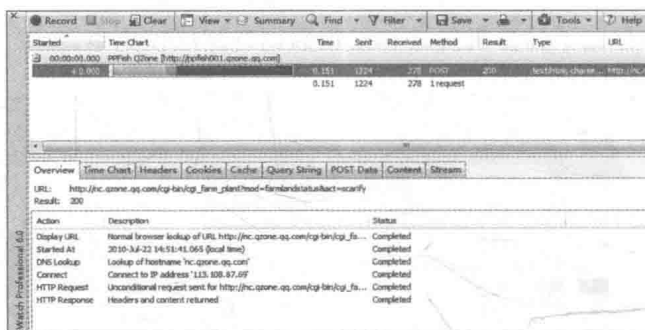 Record Stop Clear View Summary Find Filter Save Tools Help
Started Time Chart Time Sent Received Method Result Type URL
00:00:00.000 PPFish QZone [http://ppfish001.qzone.qq.com]
+ 0.000 0.151 1224 278 POST 200
0.151 1224 278 1 request
Overview Time Chart Headers Cookies Cache Query String POST Data Content Stream
URL: http://nc.qzone.qq.com/cgi-bin/cgi_farm_plant?mod=farmlandstatus&act=scarify
Result: 200
Action Description Status
Display URL Normal browser lookup of URL http://nc.qzone.qq.com/cgi-bin/cgi_fa... Completed
Started At 2010-Jul-22 14:51:41.065 (local time) Completed
DNS Lookup Lookup of hostname 'nc.qzone.qq.com' Completed
Connect Connect to IP address '113.108.87.69' Completed
HTTP Request Unconditional request sent for http://nc.qzone.qq.com/cgi-bin/cgi_fa... Completed
HTTP Response Headers and content returned Completed
Watch Professional 6.0